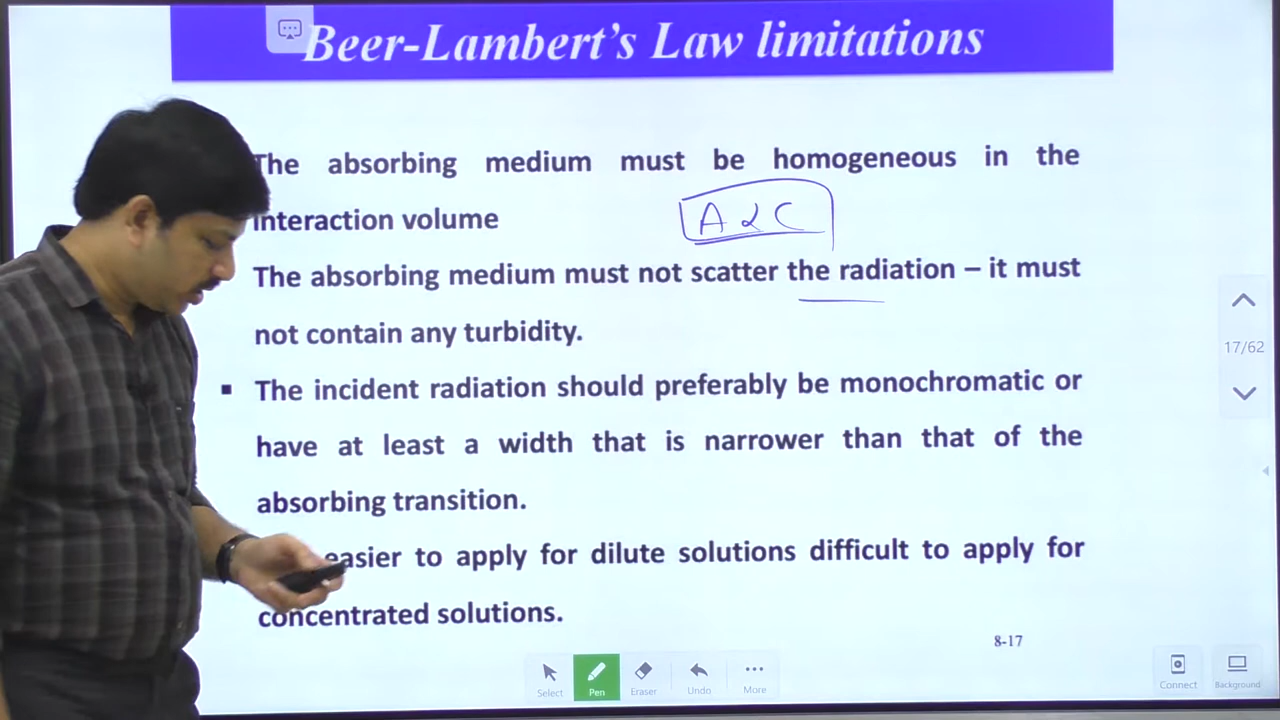 Beer-Lambert's Law limitations
The absorbing medium must be homogeneous in the
interaction volume
A α C
The absorbing medium must not scatter the radiation – it must
not contain any turbidity.
17/62
▪ The incident radiation should preferably be monochromatic or
have at least a width that is narrower than that of the
absorbing transition.
easier to apply for dilute solutions difficult to apply for
concentrated solutions.
8-17
Select Pen Eraser Undo More
Connect Background